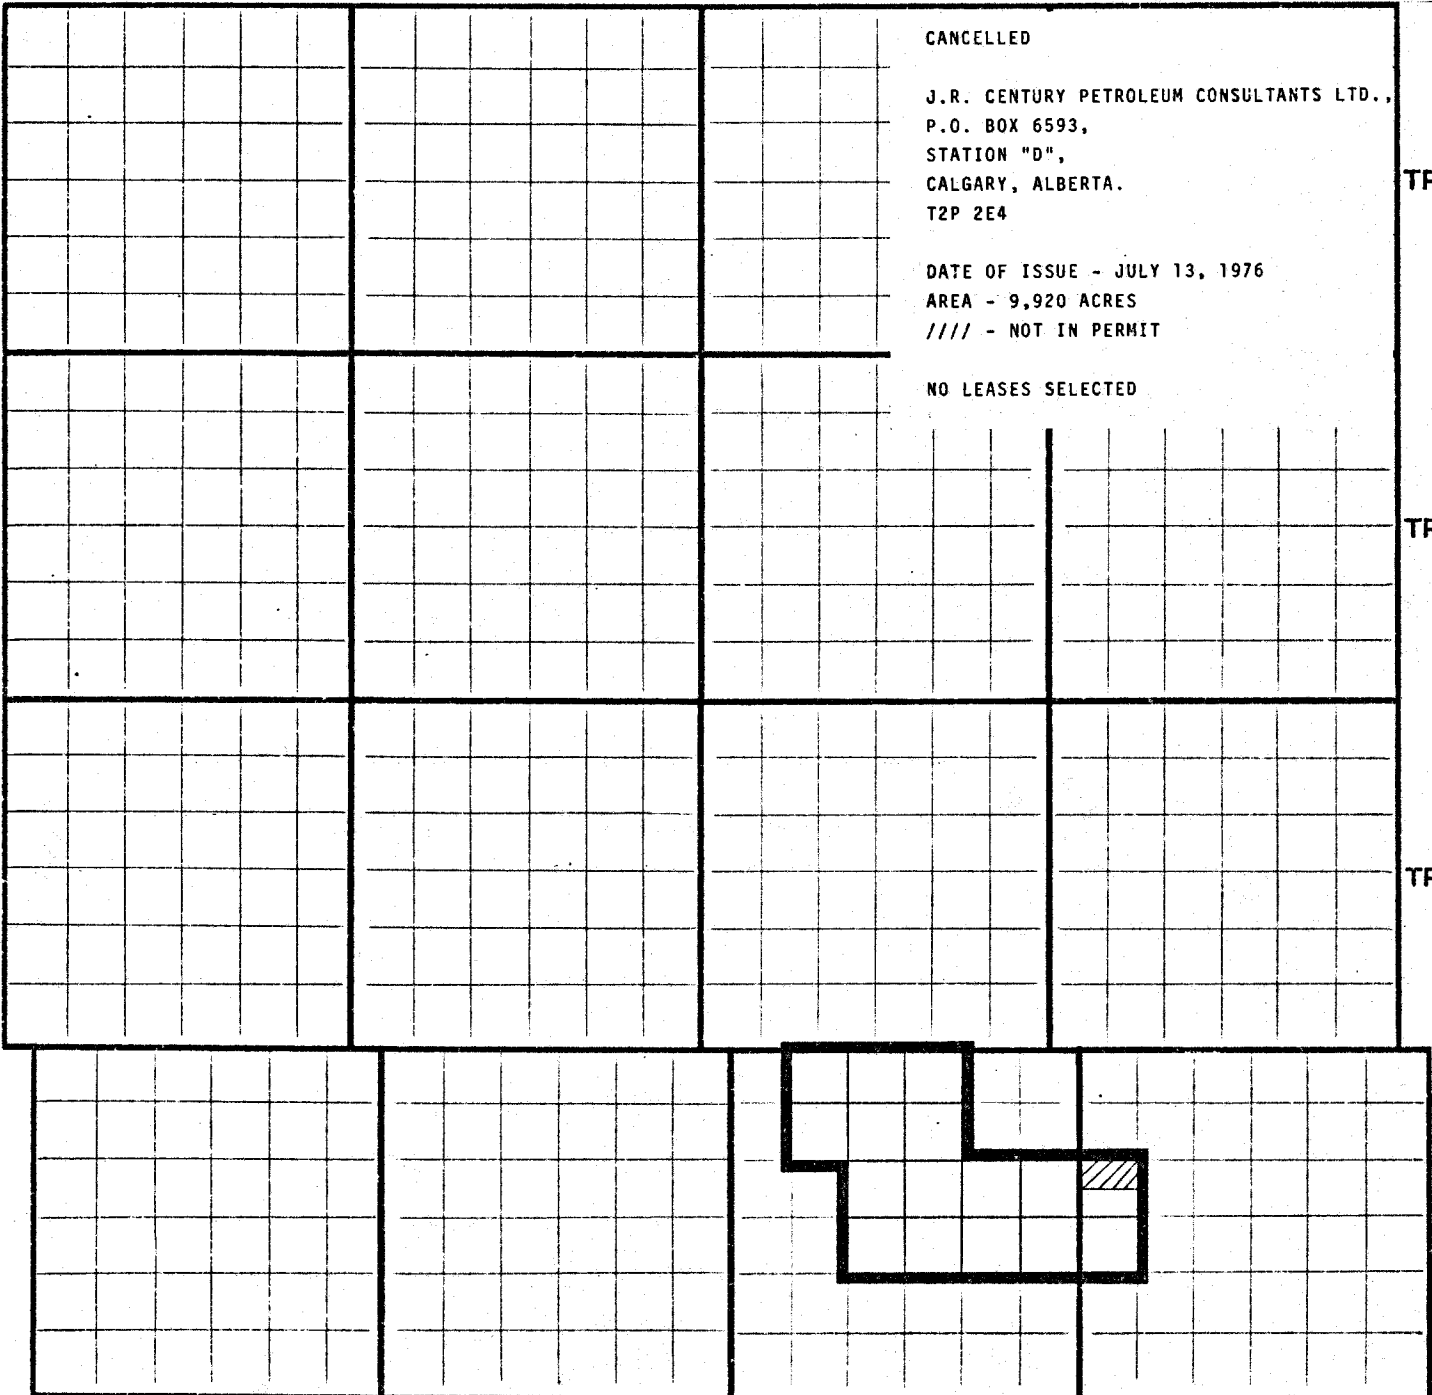 CANCELLED
J.R. CENTURY PETROLEUM CONSULTANTS LTD.,
P.O. BOX 6593,
STATION "D",
CALGARY, ALBERTA.
T2P 2E4
DATE OF ISSUE - JULY 13, 1976
AREA - 9,920 ACRES
//// - NOT IN PERMIT
NO LEASES SELECTED